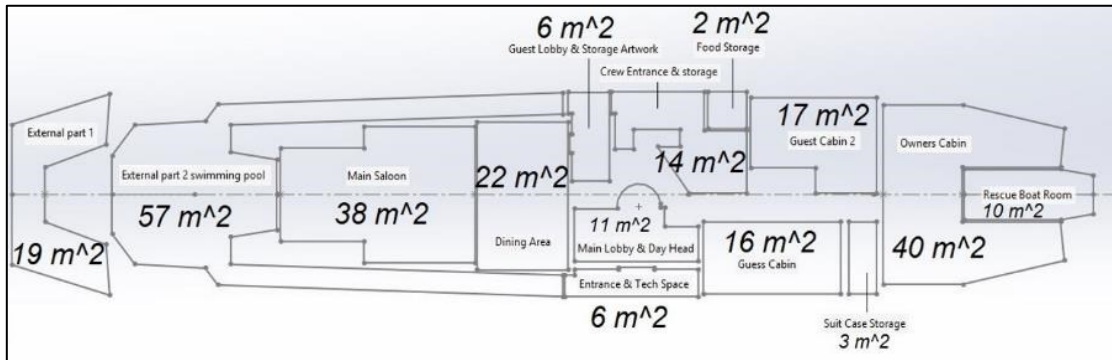 6 m^2
2 m^2
Guest Lobby & Storage Artwork
Food Storage
Crew Entrance & storage
External part 1
17 m^2
Guest Cabin 2
Owners Cabin
14 m^2
External part 2 swimming pool
Main Saloon
22 m^2
57 m^2
38 m^2
Rescue Boat Room
10 m^2
11 m^2
19 m^2
Dining Area
Main Lobby & Day Head
16 m^2
Guess Cabin
40 m^2
Entrance & Tech Space
6 m^2
Suit Case Storage
3 m^2